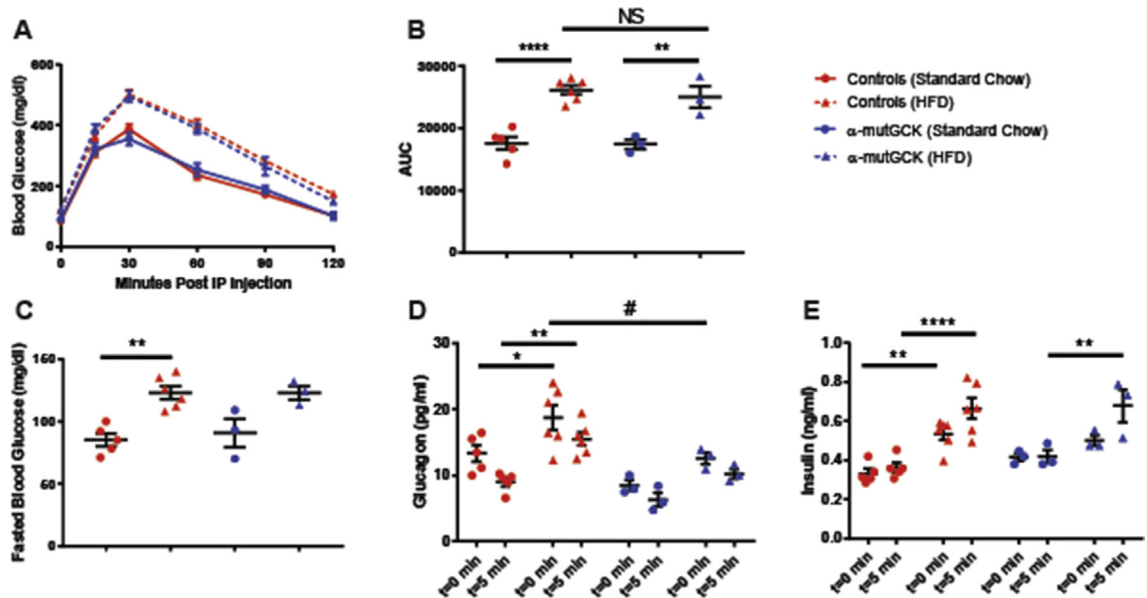 A
600
400
200
0
Blood Glucose (mg/dl)
0 30 60 90 120
Minutes Post IP Injection
B
NS
**** **
30000
20000
10000
0
AUC
Controls (Standard Chow)
Controls (HFD)
α-mutGCK (Standard Chow)
α-mutGCK (HFD)
C
**
150
100
50
0
Fasted Blood Glucose (mg/dl)
D
#
**
*
30
20
10
0
Glucagon (pg/ml)
t=0 min t=5 min t=0 min t=5 min t=0 min t=5 min t=0 min t=5 min
E
****
** **
1.0
0.8
0.6
0.4
0.2
0.0
Insulin (ng/ml)
t=0 min t=5 min t=0 min t=5 min t=0 min t=5 min t=0 min t=5 min